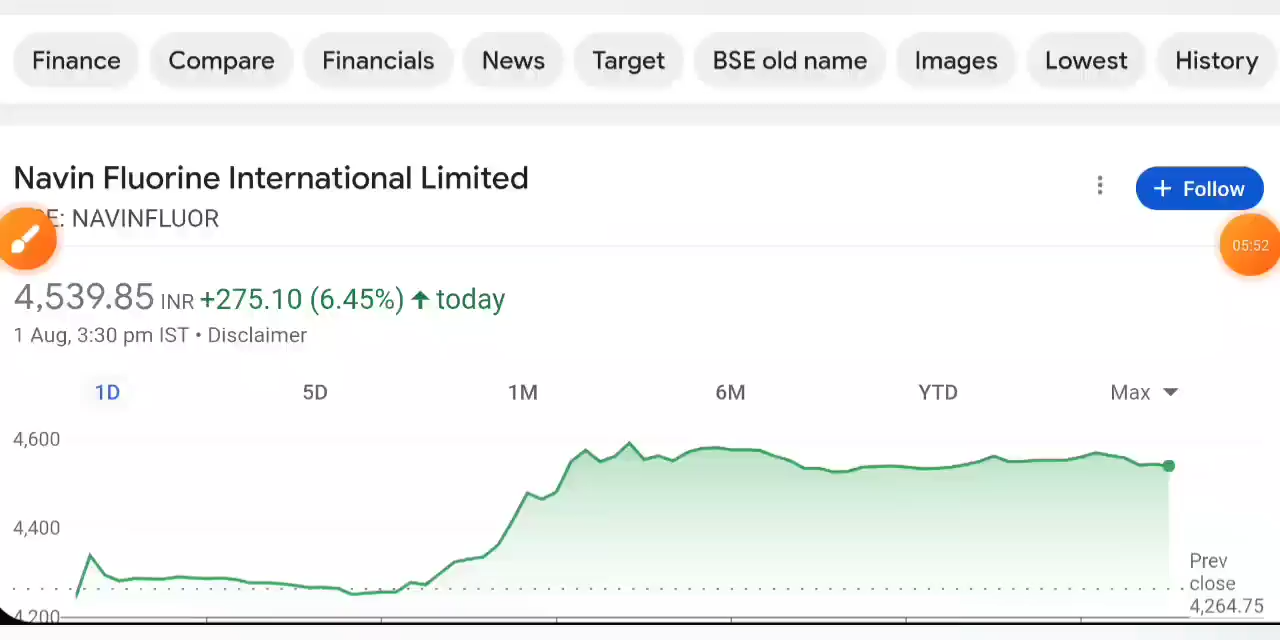 Finance Compare Financials News Target BSE old name Images Lowest History
Navin Fluorine International Limited
Follow
E: NAVINFLUOR
05:52
4,539.85 INR +275.10 (6.45%) today
1 Aug, 3:30 pm IST • Disclaimer
1D 5D 1M 6M YTD Max
4,600
4,400
Prev
close
4,264.75
4,200